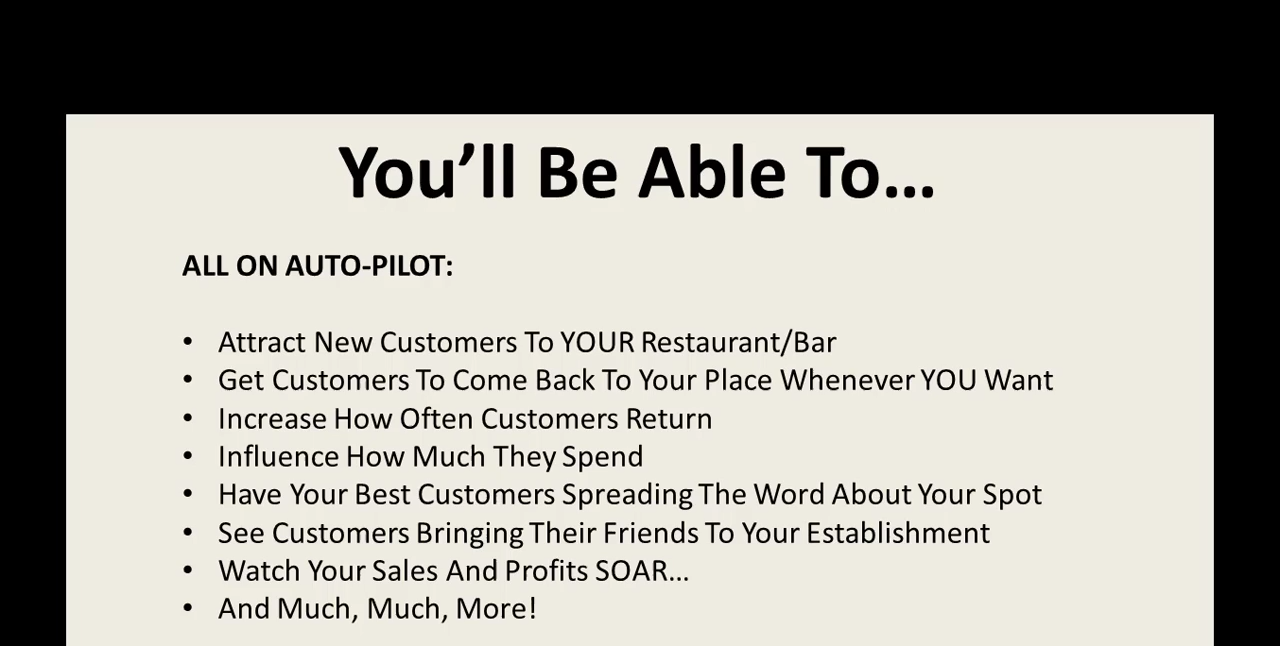 You’ll Be Able To…
ALL ON AUTO-PILOT:
• Attract New Customers To YOUR Restaurant/Bar
• Get Customers To Come Back To Your Place Whenever YOU Want
• Increase How Often Customers Return
• Influence How Much They Spend
• Have Your Best Customers Spreading The Word About Your Spot
• See Customers Bringing Their Friends To Your Establishment
• Watch Your Sales And Profits SOAR…
• And Much, Much, More!